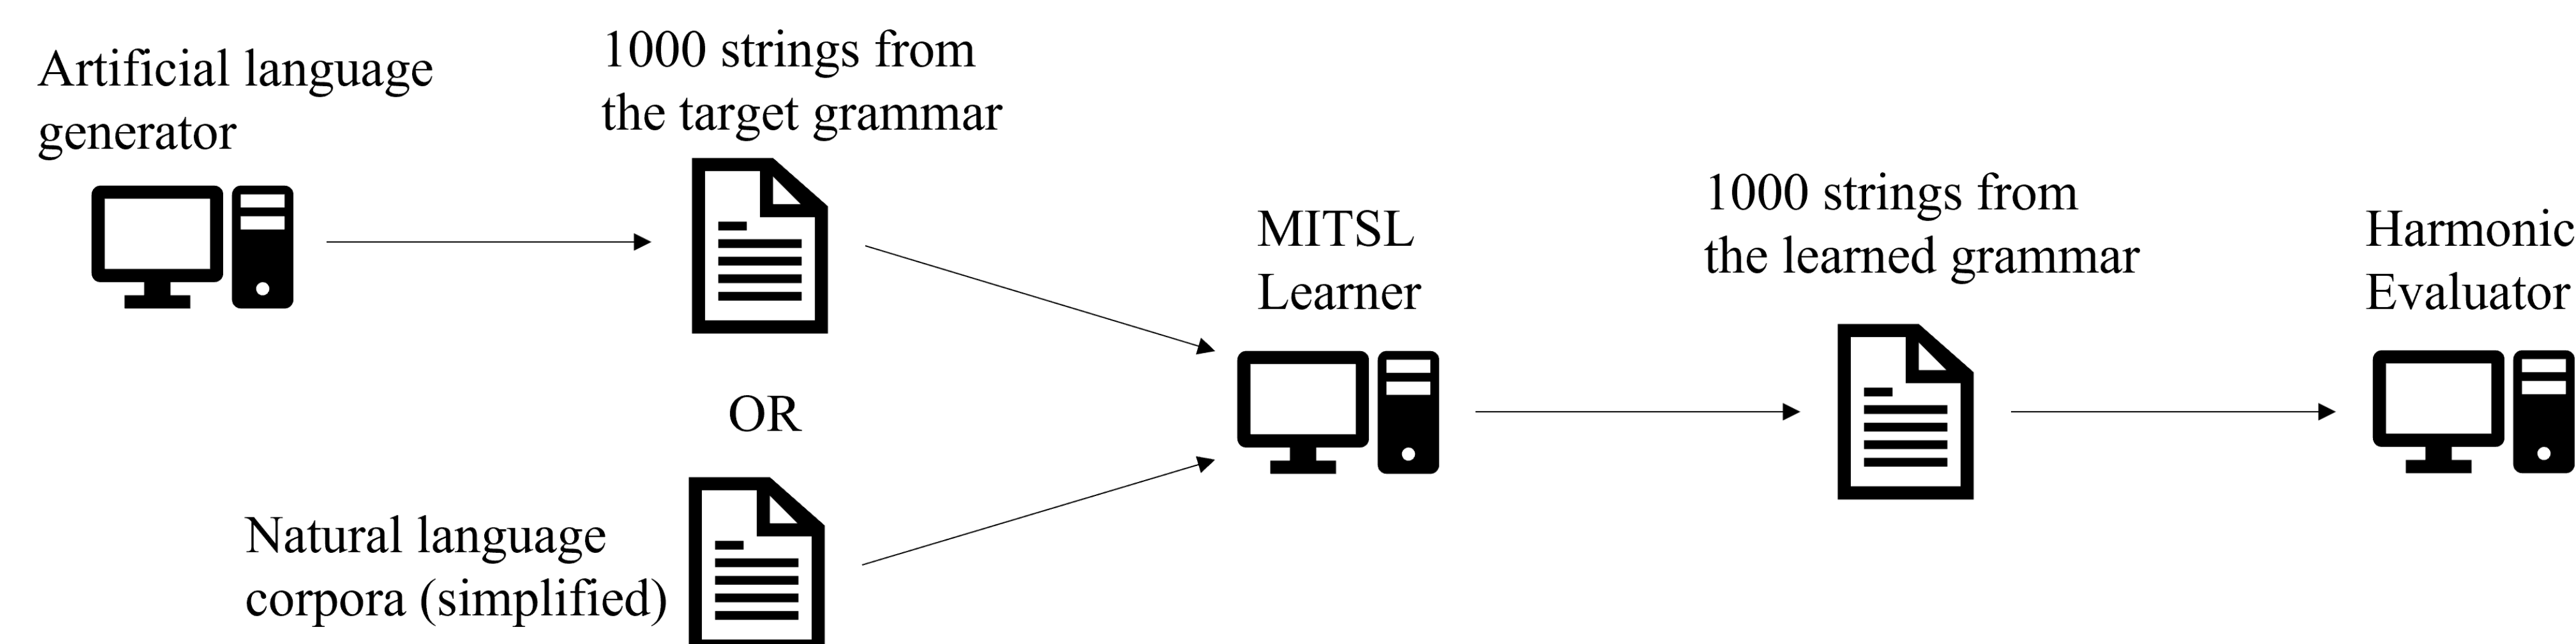 Artificial language
generator
1000 strings from
the target grammar
OR
Natural language
corpora (simplified)
MITSL
Learner
1000 strings from
the learned grammar
Harmonic
Evaluator